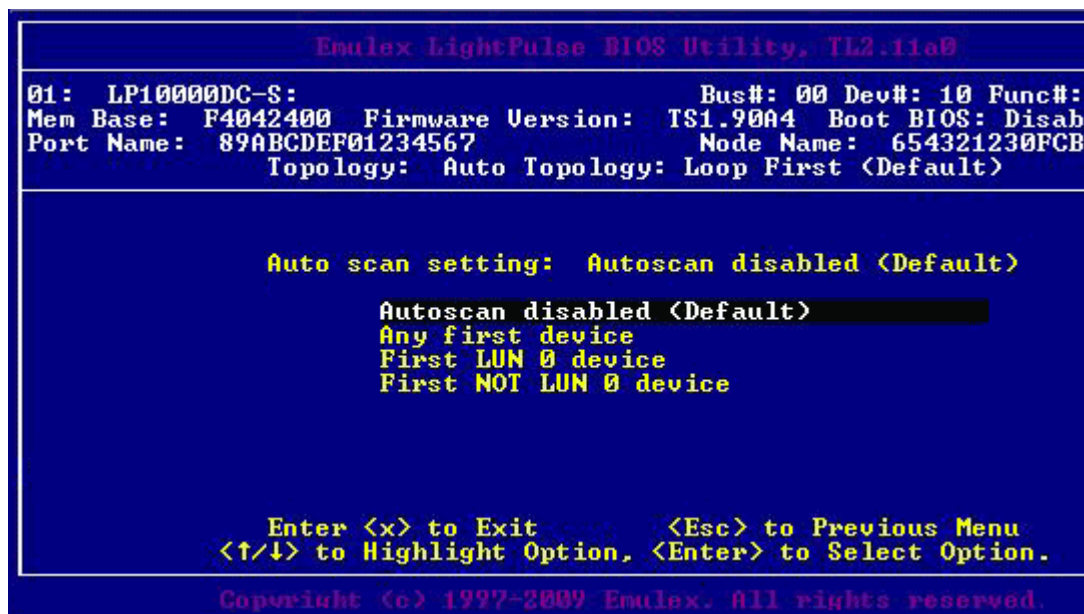 Emulex LightPulse BIOS Utility, TL2.11a0
01: LP10000DC-S: Bus#: 00 Dev#: 10 Func#:
Mem Base: F4042400 Firmware Version: TS1.90A4 Boot BIOS: Disab
Port Name: 89ABCDEF01234567 Node Name: 654321230FCB
Topology: Auto Topology: Loop First (Default)
Auto scan setting: Autoscan disabled (Default)
Autoscan disabled (Default)
Any first device
First LUN 0 device
First NOT LUN 0 device
Enter <x> to Exit <Esc> to Previous Menu
<↑/↓> to Highlight Option, <Enter> to Select Option.
Copyright (c) 1997-2009 Emulex. All rights reserved.